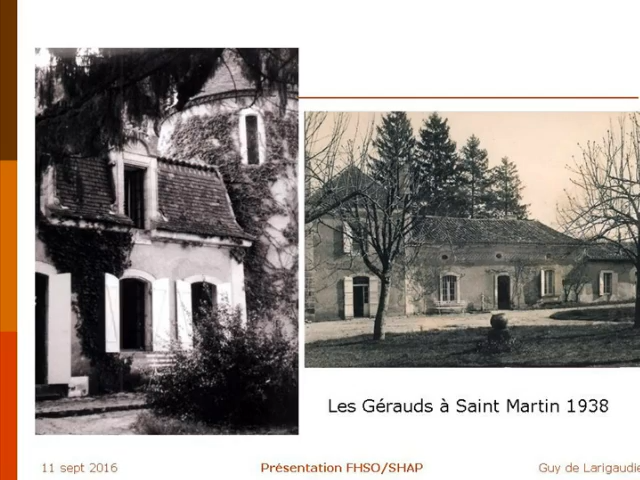 Les Gérauds à Saint Martin 1938
11 sept 2016
Présentation FHSO/SHAP
Guy de Larigaudie